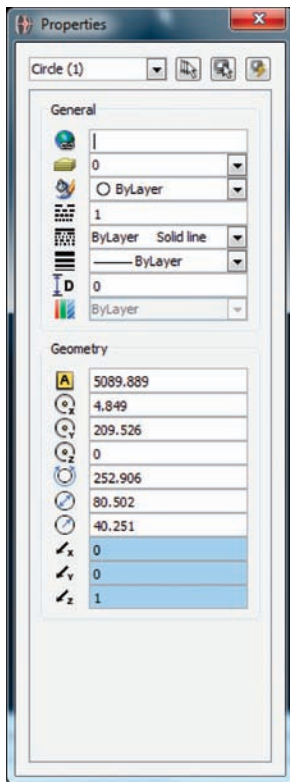 Properties
Circle (1)
General
0
ByLayer
1
ByLayer Solid line
ByLayer
D 0
ByLayer
Geometry
A 5089.889
X 4.849
Y 209.526
Z 0
252.906
80.502
40.251
X 0
Y 0
Z 1